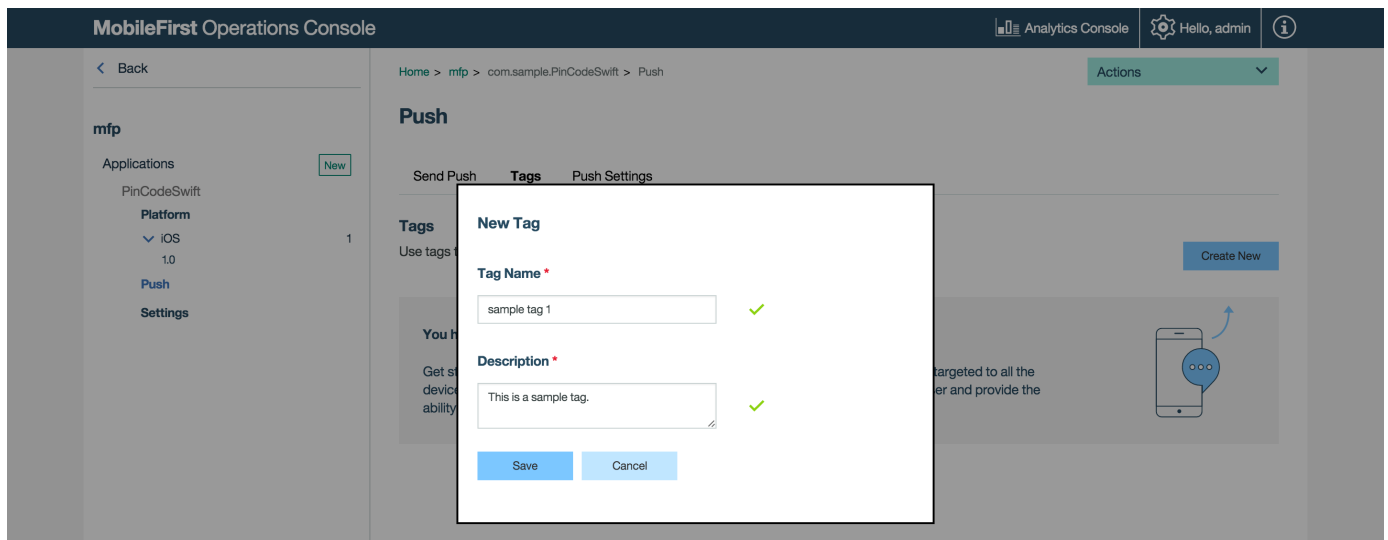 MobileFirst Operations Console
Analytics Console
Hello, admin
Back
mfp
Applications
New
PinCodeSwift
Platform
iOS
1
1.0
Push
Settings
Home > mfp > com.sample.PinCodeSwift > Push
Actions
Push
Send Push
Tags
Push Settings
Tags
Use tags
Create New
You h
Get st
targeted to all the
device
er and provide the
ability
New Tag
Tag Name *
sample tag 1
Description *
This is a sample tag.
Save
Cancel